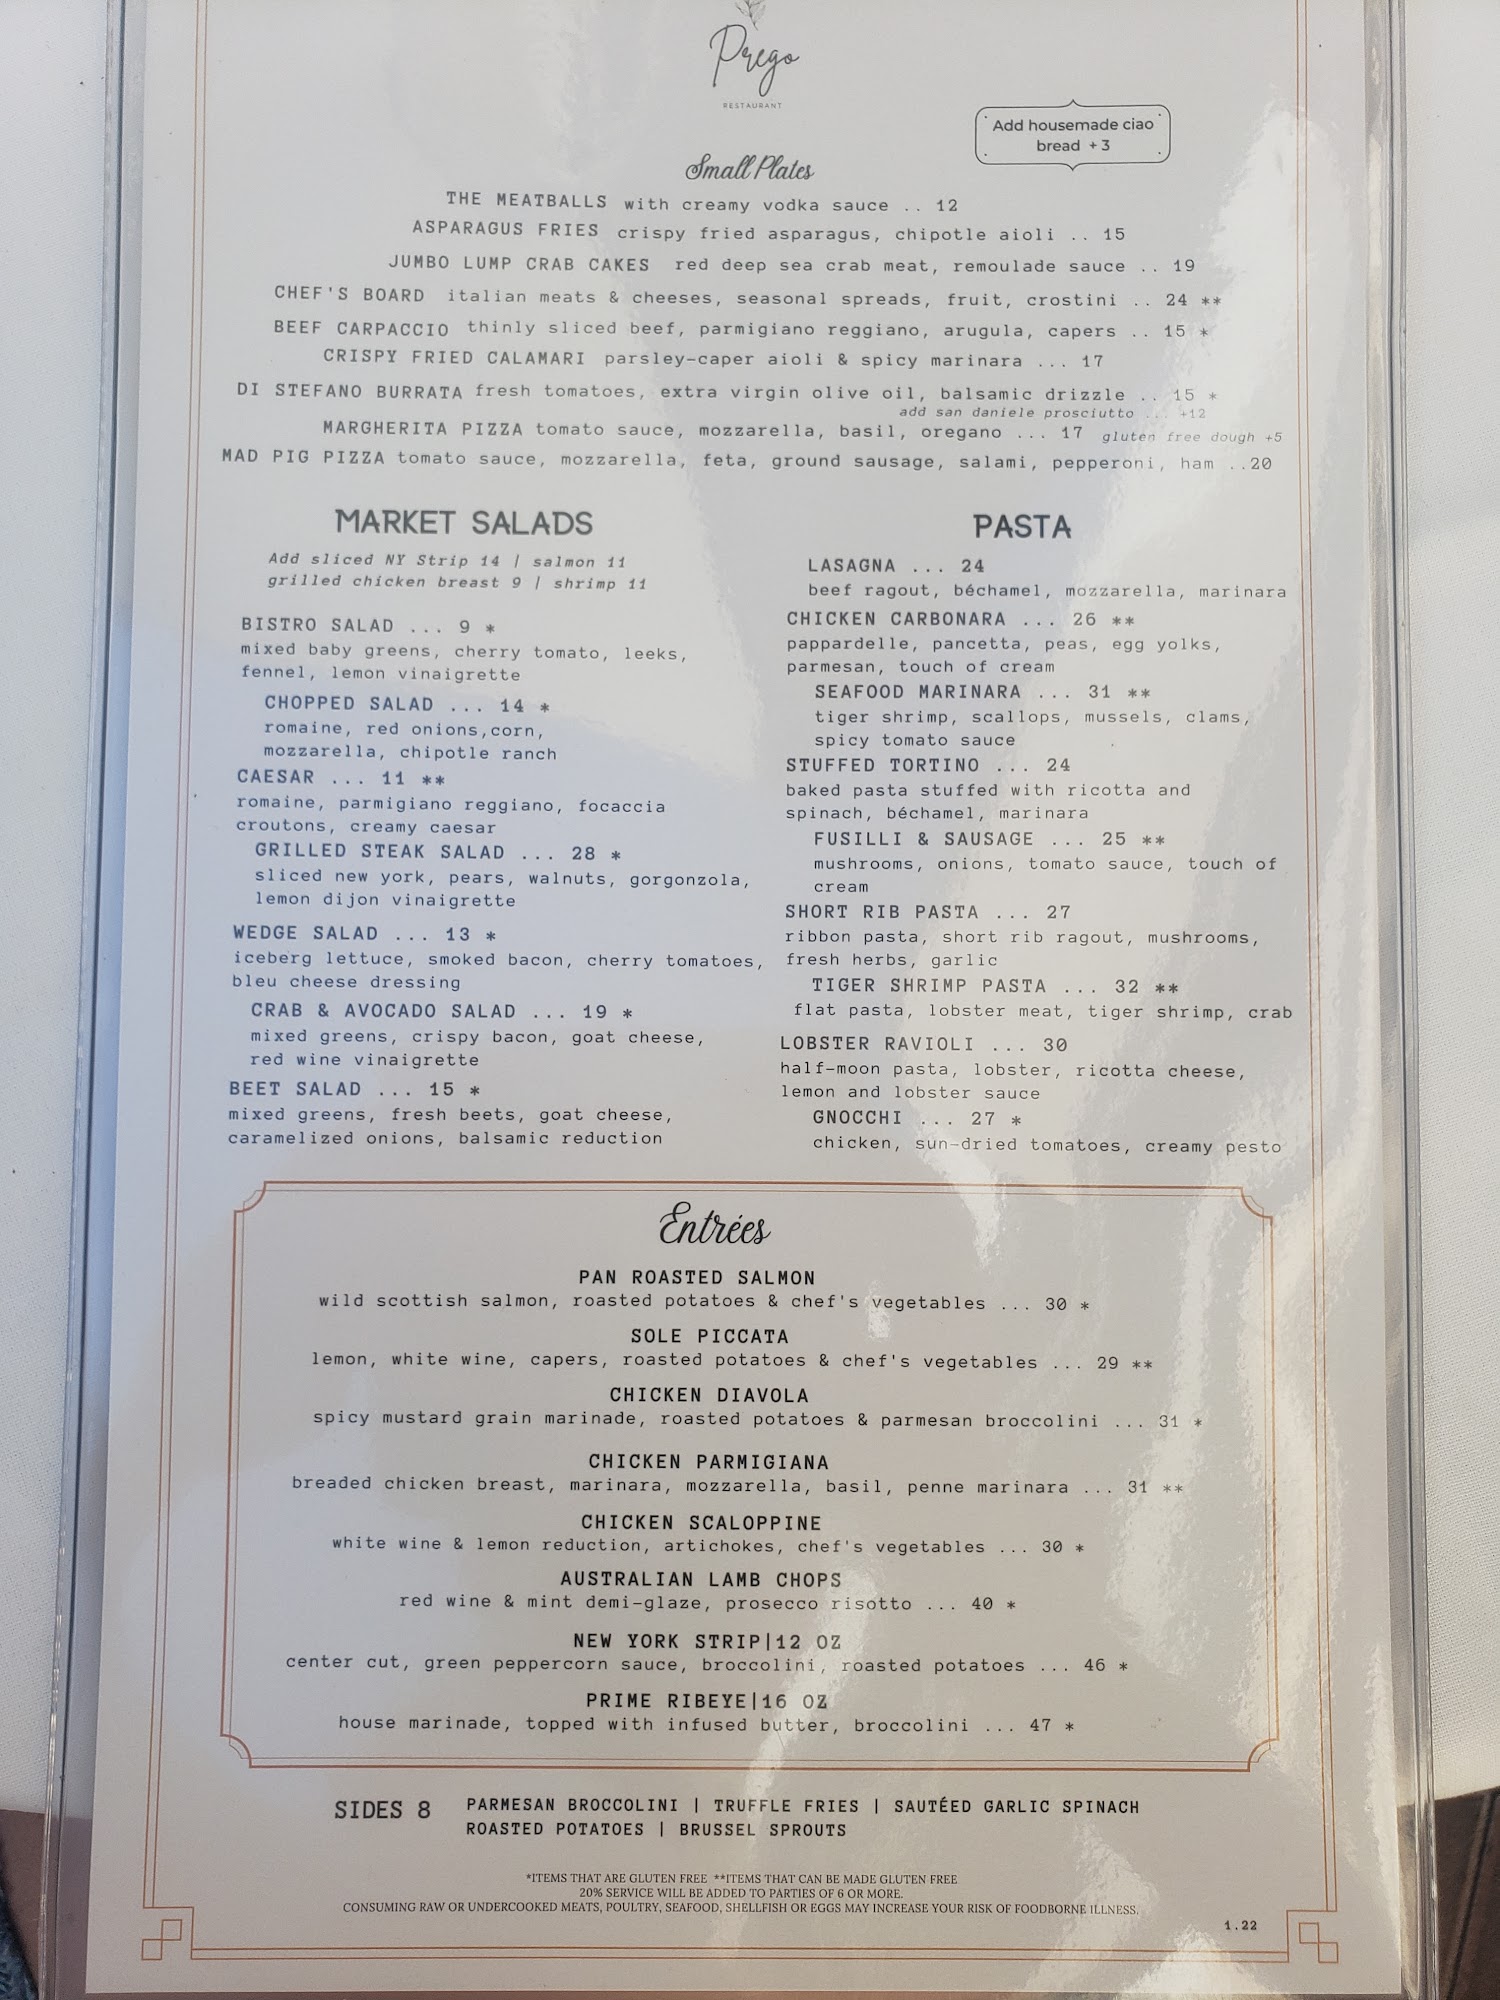 Prego
RESTAURANT
Add housemade ciao
bread + 3
Small Plates
THE MEATBALLS with creamy vodka sauce .. 12
ASPARAGUS FRIES crispy fried asparagus, chipotle aioli .. 15
JUMBO LUMP CRAB CAKES red deep sea crab meat, remoulade sauce .. 19
CHEF'S BOARD italian meats & cheeses, seasonal spreads, fruit, crostini .. 24 **
BEEF CARPACCIO thinly sliced beef, parmigiano reggiano, arugula, capers .. 15 *
CRISPY FRIED CALAMARI parsley-caper aioli & spicy marinara ... 17
DI STEFANO BURRATA fresh tomatoes, extra virgin olive oil, balsamic drizzle .. 15 *
add san daniele prosciutto ... +12
MARGHERITA PIZZA tomato sauce, mozzarella, basil, oregano ... 17 gluten free dough +5
MAD PIG PIZZA tomato sauce, mozzarella, feta, ground sausage, salami, pepperoni, ham ..20
MARKET SALADS
Add sliced NY Strip 14 | salmon 11
grilled chicken breast 9 | shrimp 11
BISTRO SALAD ... 9 *
mixed baby greens, cherry tomato, leeks,
fennel, lemon vinaigrette
CHOPPED SALAD ... 14 *
romaine, red onions,corn,
mozzarella, chipotle ranch
CAESAR ... 11 **
romaine, parmigiano reggiano, focaccia
croutons, creamy caesar
GRILLED STEAK SALAD ... 28 *
sliced new york, pears, walnuts, gorgonzola,
lemon dijon vinaigrette
WEDGE SALAD ... 13 *
iceberg lettuce, smoked bacon, cherry tomatoes,
bleu cheese dressing
CRAB & AVOCADO SALAD ... 19 *
mixed greens, crispy bacon, goat cheese,
red wine vinaigrette
BEET SALAD ... 15 *
mixed greens, fresh beets, goat cheese,
caramelized onions, balsamic reduction
PASTA
LASAGNA ... 24
beef ragout, béchamel, mozzarella, marinara
CHICKEN CARBONARA ... 26 **
pappardelle, pancetta, peas, egg yolks,
parmesan, touch of cream
SEAFOOD MARINARA ... 31 **
tiger shrimp, scallops, mussels, clams,
spicy tomato sauce
STUFFED TORTINO ... 24
baked pasta stuffed with ricotta and
spinach, béchamel, marinara
FUSILLI & SAUSAGE ... 25 **
mushrooms, onions, tomato sauce, touch of
cream
SHORT RIB PASTA ... 27
ribbon pasta, short rib ragout, mushrooms,
fresh herbs, garlic
TIGER SHRIMP PASTA ... 32 **
flat pasta, lobster meat, tiger shrimp, crab
LOBSTER RAVIOLI ... 30
half-moon pasta, lobster, ricotta cheese,
lemon and lobster sauce
GNOCCHI ... 27 *
chicken, sun-dried tomatoes, creamy pesto
Entrées
PAN ROASTED SALMON
wild scottish salmon, roasted potatoes & chef's vegetables ... 30 *
SOLE PICCATA
lemon, white wine, capers, roasted potatoes & chef's vegetables ... 29 **
CHICKEN DIAVOLA
spicy mustard grain marinade, roasted potatoes & parmesan broccolini ... 31 *
CHICKEN PARMIGIANA
breaded chicken breast, marinara, mozzarella, basil, penne marinara ... 31 **
CHICKEN SCALOPPINE
white wine & lemon reduction, artichokes, chef's vegetables ... 30 *
AUSTRALIAN LAMB CHOPS
red wine & mint demi-glaze, prosecco risotto ... 40 *
NEW YORK STRIP|12 OZ
center cut, green peppercorn sauce, broccolini, roasted potatoes ... 46 *
PRIME RIBEYE|16 OZ
house marinade, topped with infused butter, broccolini ... 47 *
SIDES 8
PARMESAN BROCCOLINI | TRUFFLE FRIES | SAUTÉED GARLIC SPINACH
ROASTED POTATOES | BRUSSEL SPROUTS
*ITEMS THAT ARE GLUTEN FREE **ITEMS THAT CAN BE MADE GLUTEN FREE
20% SERVICE WILL BE ADDED TO PARTIES OF 6 OR MORE.
CONSUMING RAW OR UNDERCOOKED MEATS, POULTRY, SEAFOOD, SHELLFISH OR EGGS MAY INCREASE YOUR RISK OF FOODBORNE ILLNESS.
1.22